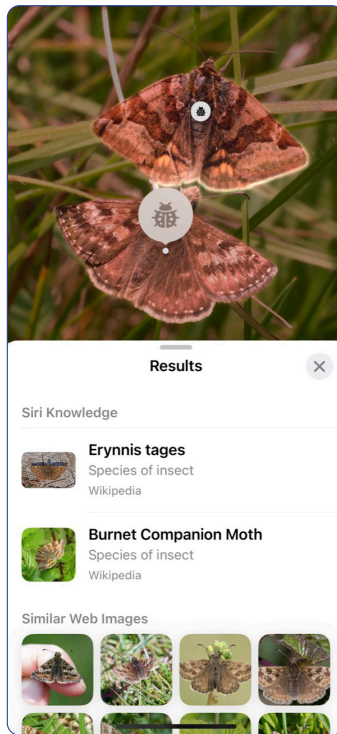 Results
Siri Knowledge
Erynnis tages
Species of insect
Wikipedia
Burnet Companion Moth
Species of insect
Wikipedia
Similar Web Images